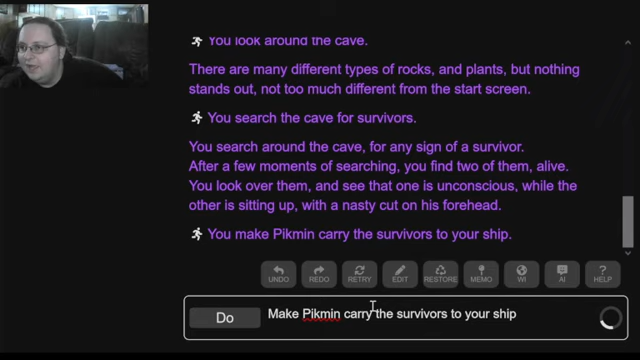 You look around the cave.
There are many different types of rocks, and plants, but nothing
stands out, not too much different from the start screen.
You search the cave for survivors.
You search around the cave, for any sign of a survivor.
After a few moments of searching, you find two of them, alive.
You look over them, and see that one is unconscious, while the
other is sitting up, with a nasty cut on his forehead.
You make Pikmin carry the survivors to your ship.
UNDO REDO RETRY EDIT RESTORE MEMO WI AI HELP
Do Make Pikmin carry the survivors to your ship